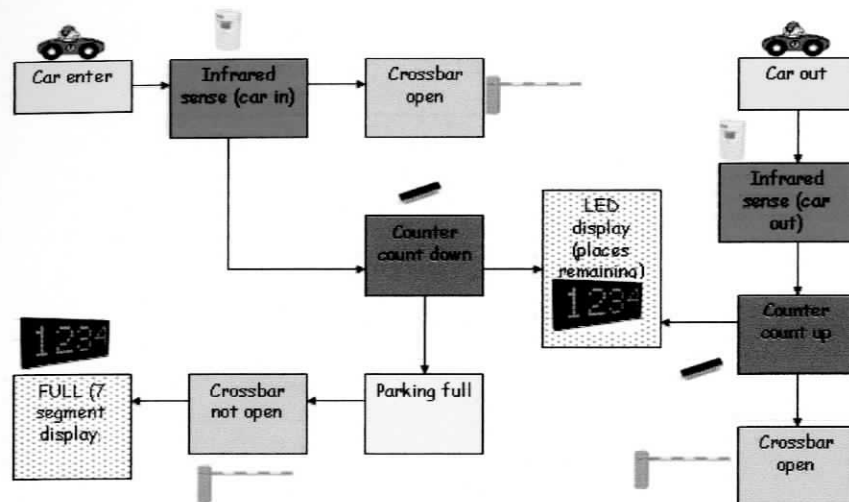 Car enter
Infrared
sense (car in)
Crossbar
open
Car out
Infrared
sense (car
out)
Counter
count down
LED
display
(places
remaining)
1234
Counter
count up
1234
FULL (7
segment
display
Crossbar
not open
Parking full
Crossbar
open